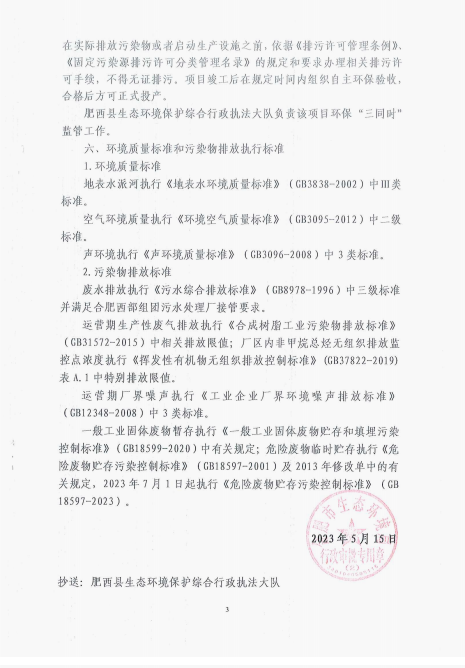 在实际排放污染物或者启动生产设施之前，依据《排污许可管理条例》、
《固定污染源排污许可分类管理名录》的规定和要求办理相关排污许
可手续，不得无证排污。项目竣工后在规定时间内组织自主环保验收，
合格后方可正式投产。
肥西县生态环境保护综合行政执法大队负责该项目环保“三同时”
监管工作。
六、环境质量标准和污染物排放执行标准
1.环境质量标准
地表水派河执行《地表水环境质量标准》（GB3838-2002）中Ⅲ类
标准。
空气环境质量执行《环境空气质量标准》（GB3095-2012）中二级
标准。
声环境执行《声环境质量标准》（GB3096-2008）中 3 类标准。
2.污染物排放标准
废水排放执行《污水综合排放标准》（GB8978-1996）中三级标准
并满足合肥西部组团污水处理厂接管要求。
运营期生产性废气排放执行《合成树脂工业污染物排放标准》
（GB31572-2015）中相关排放限值；厂区内非甲烷总烃无组织排放监
控点浓度执行《挥发性有机物无组织排放控制标准》(GB37822-2019)
表 A.1 中特别排放限值。
运营期厂界噪声执行《工业企业厂界环境噪声排放标准》
（GB12348-2008）中 3 类标准。
一般工业固体废物暂存执行《一般工业固体废物贮存和填埋污染
控制标准》（GB18599-2020）中有关规定；危险废物临时贮存执行《危
险废物贮存污染控制标准》（GB18597-2001）及 2013 年修改单中的有
关规定，2023 年 7 月 1 日起执行《危险废物贮存污染控制标准》（GB
18597-2023）。
市生态环境
2023 年 5 月 15 日
行政审批专用章
抄送：肥西县生态环境保护综合行政执法大队
3